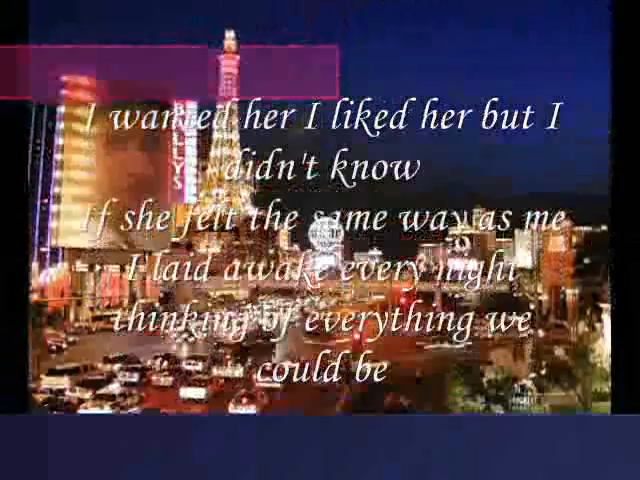 I wanted her I liked her but I
didn't know
If she felt the same way as me
I laid awake every night
thinking of everything we
could be
BALLYS